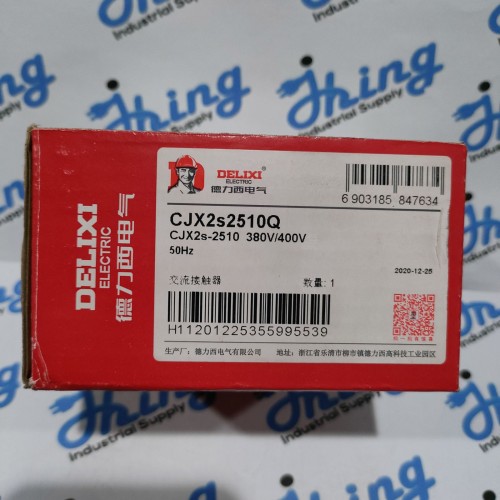 DELIXI
ELECTRIC
德力西电气
DELIXI
ELECTRIC
德力西电气
6 903185 847634
CJX2s2510Q
CJX2s-2510 380V/400V
50Hz
2020-12-25
交流接触器 数量: 1
H11201225355995539
生产厂: 德力西电气有限公司 地址: 浙江省乐清市柳市镇德力西高科技工业园区
Jhing
Industrial Supply